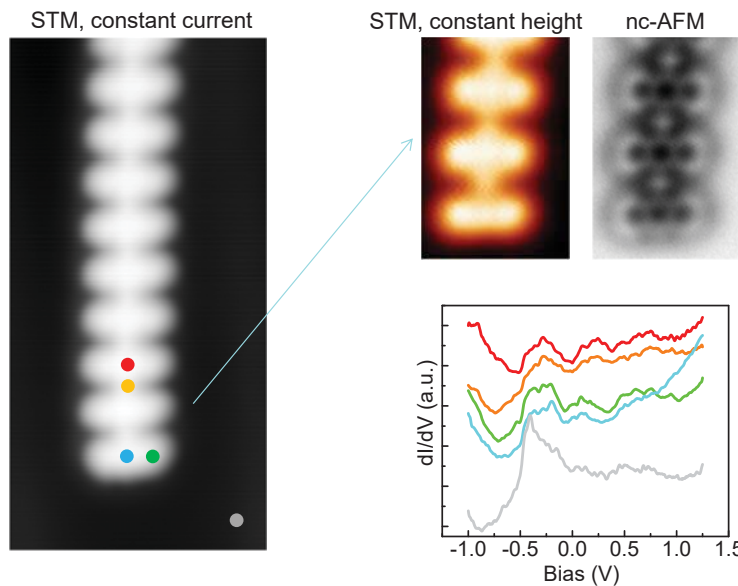 STM, constant current
STM, constant height
nc-AFM
dI/dV (a.u.)
-1.0 -0.5 0.0 0.5 1.0 1.5
Bias (V)